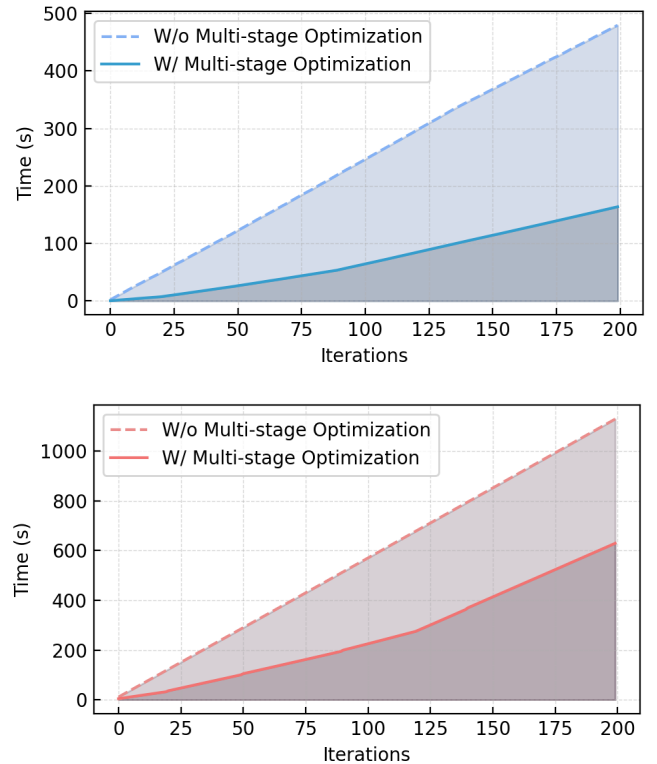 500
W/o Multi-stage Optimization
W/ Multi-stage Optimization
400
300
200
100
0
Time (s)
0 25 50 75 100 125 150 175 200
Iterations
W/o Multi-stage Optimization
W/ Multi-stage Optimization
1000
800
600
400
200
0
Time (s)
0 25 50 75 100 125 150 175 200
Iterations